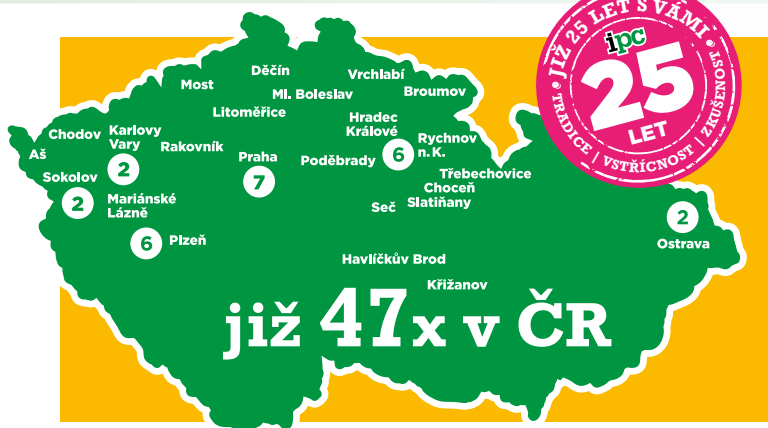 JIŽ 25 LET S VÁMI
ipc
25
LET
TRADICE | VSTŘÍCNOST | ZKUŠENOST
Děčín
Vrchlabí
Most
Ml. Boleslav
Broumov
Litoměřice
Hradec
Králové
6
Chodov
Karlovy
Vary
2
Rakovník
Rychnov
n. K.
Aš
Praha
7
Poděbrady
Třebechovice
Sokolov
2
Choceň
Mariánské
Lázně
Seč
Slatiňany
2
Ostrava
6
Plzeň
Havlíčkův Brod
Křižanov
již 47x v ČR